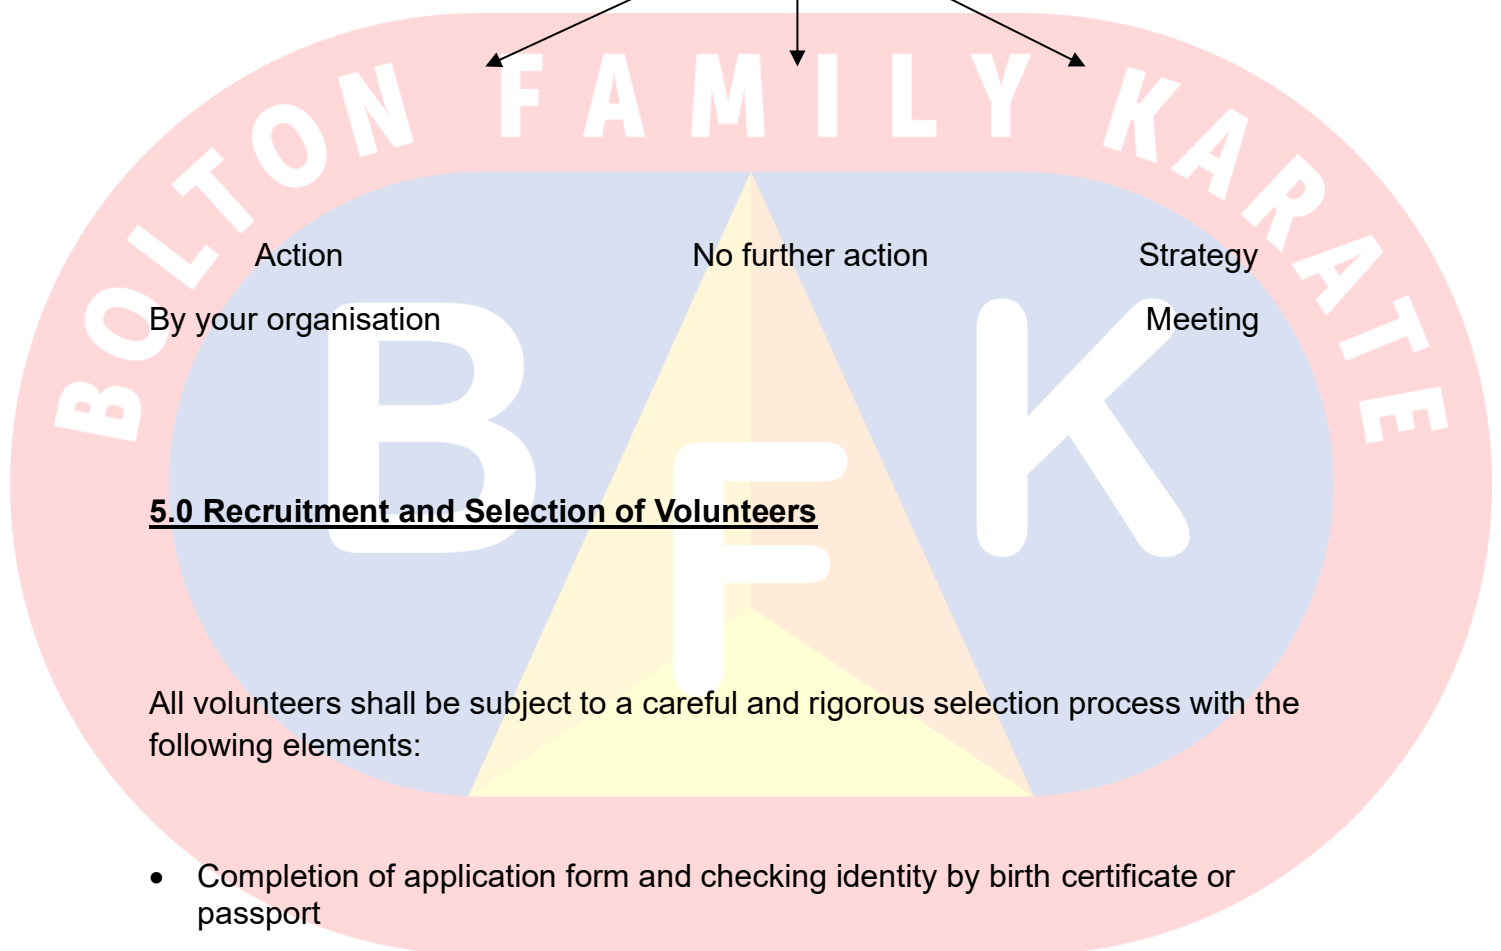 BOLTON FAMILY KARATE
Action No further action Strategy
By your organisation Meeting
B F K
5.0 Recruitment and Selection of Volunteers
All volunteers shall be subject to a careful and rigorous selection process with the
following elements:
• Completion of application form and checking identity by birth certificate or
passport